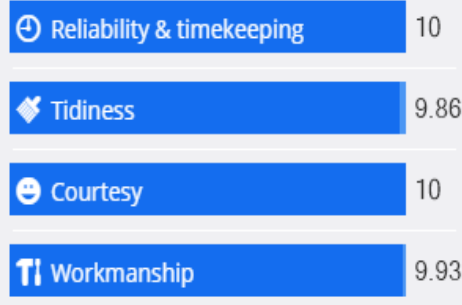 Reliability & timekeeping 10
Tidiness 9.86
Courtesy 10
Workmanship 9.93